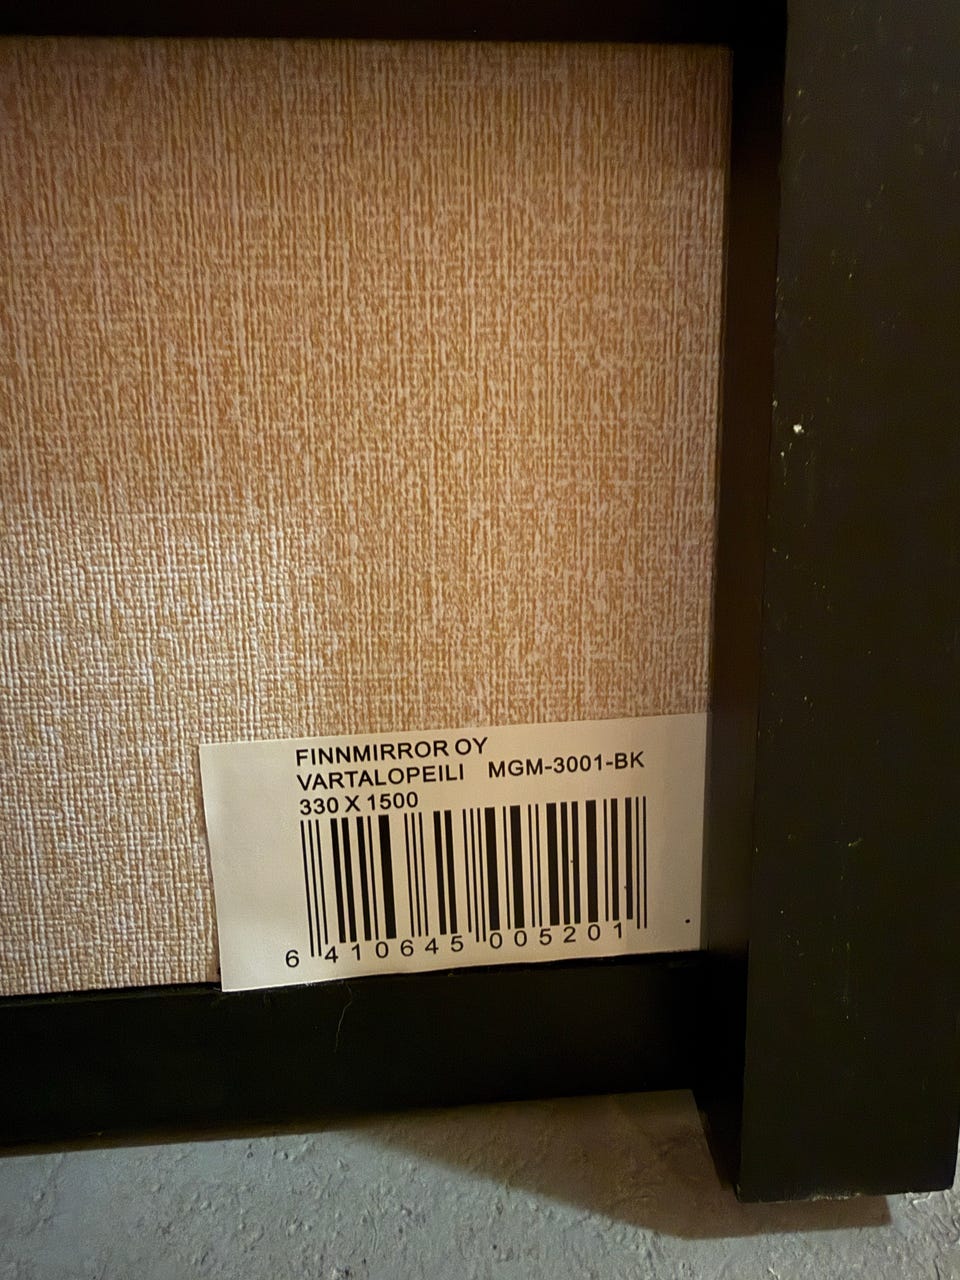 FINNMIRROR OY
VARTALOPEILI MGM-3001-BK
330 X 1500
6 410645 005201